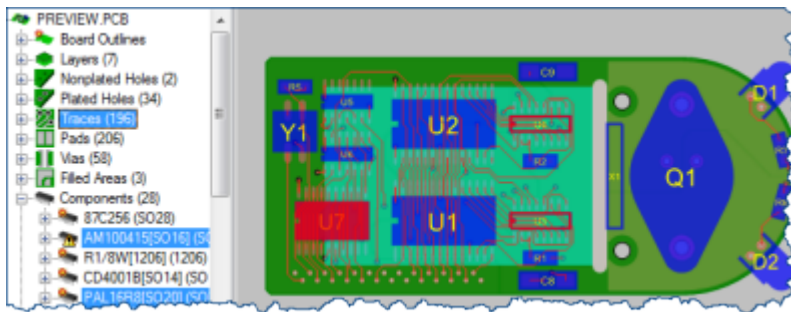 PREVIEW.PCB
Board Outlines
Layers (7)
Nonplated Holes (2)
Plated Holes (34)
Traces (196)
Pads (206)
Vias (58)
Filled Areas (3)
Components (28)
87C256 (SO28)
AM100415[SO16] (SO
R1/8W[1206] (1206)
CD4001B[SO14] (SO
PAL16R8[SO20] (SO
C9
R5
U5
Y1
U2
U6
R2
U7
U1
R1
C8
X1
Q1
D1
D2